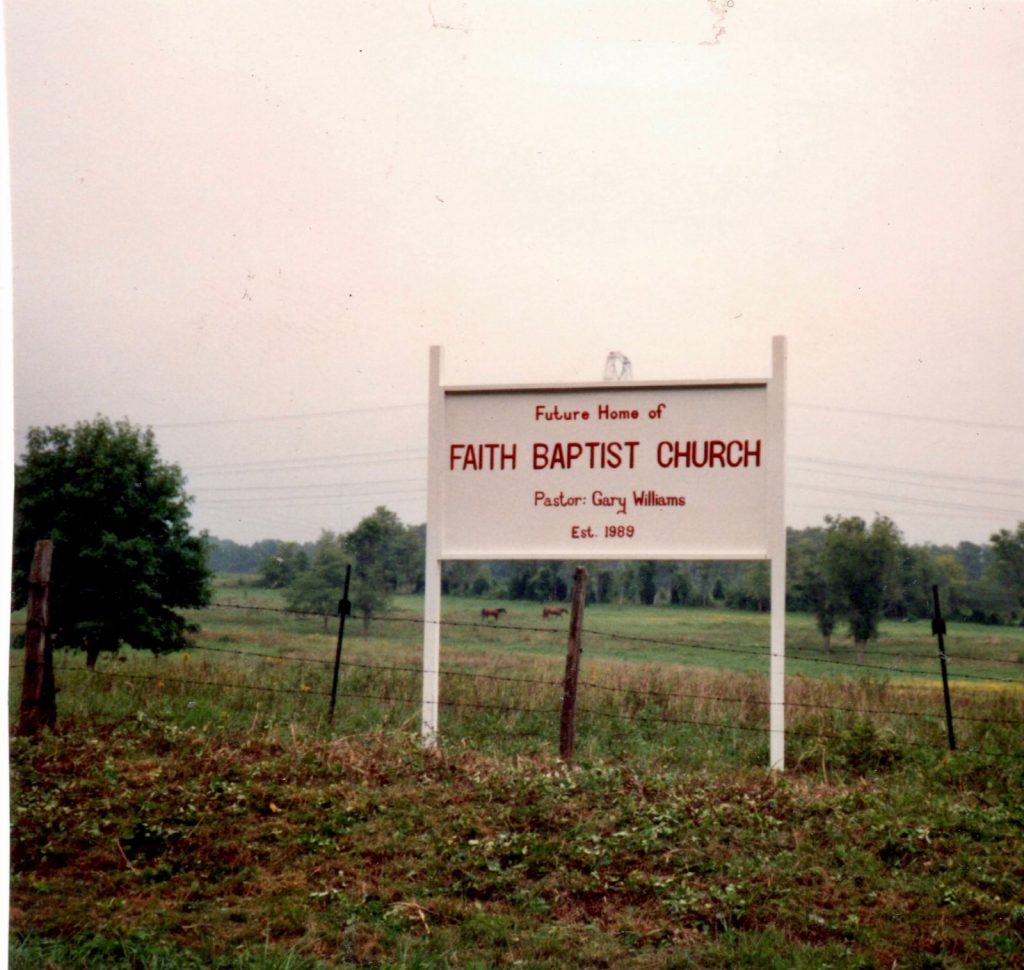 Future Home of
FAITH BAPTIST CHURCH
Pastor: Gary Williams
Est. 1989